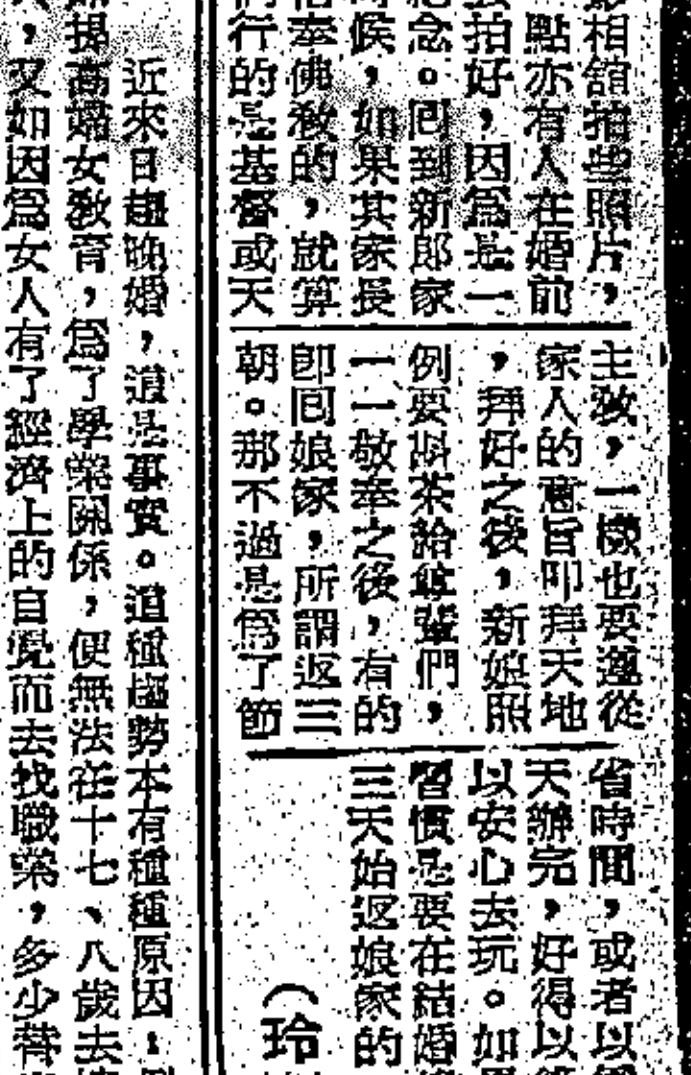 相舘拍些照片，
點亦有人在婚前
拍好，因為是一
念。回到新郎家
時候，如果其家長
信奉佛教的，就算
們行的是基督或天
主教，一樣也要遵從
家人的意旨叩拜天地
，拜好之後，新娘照
例要斟茶給輩們，
一一敬奉之後，有的
即回娘家，所謂返三
朝。那不過是為了節
省時間，或者以
天辦完，好得以
以安心去玩。如
習慣是要在結婚
三天始返娘家的
（玲
近來日趨晚婚，這是事實。這種趨勢本有種種原因：
提高婦女教育，為了學業關係，便無法在十七、八歲去
，又如因為女人有了經濟上的自覺而去找職業，多少帶